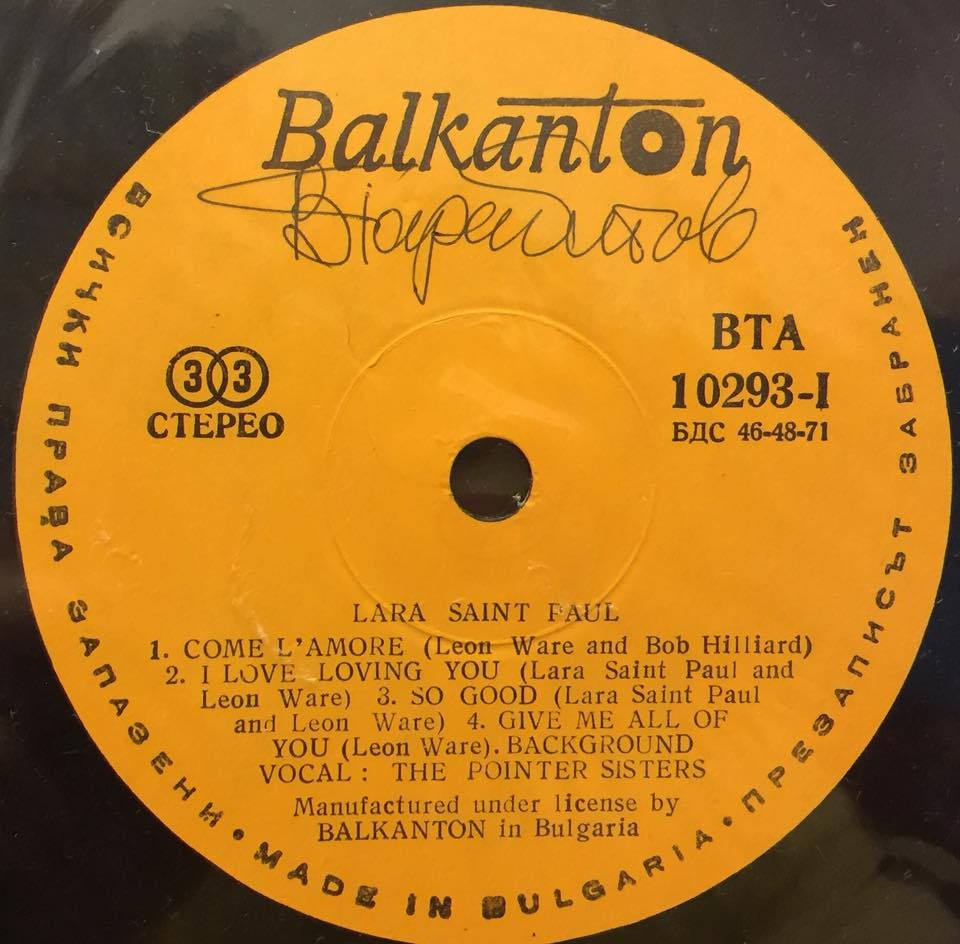 Balkanton
33
СТЕРЕО
ВТА
10293-I
БДС 46-48-71
LARA SAINT PAUL
1. COME L'AMORE (Leon Ware and Bob Hilliard)
2. I LOVE LOVING YOU (Lara Saint Paul and
Leon Ware) 3. SO GOOD (Lara Saint Paul
and Leon Ware) 4. GIVE ME ALL OF
YOU (Leon Ware). BACKGROUND
VOCAL : THE POINTER SISTERS
Manufactured under license by
BALKANTON in Bulgaria
ВСИЧКИ ПРАВА ЗАПАЗЕНИ • MADE IN BULGARIA • ПРЕЗАПИСЪТ ЗАБРАНЕН